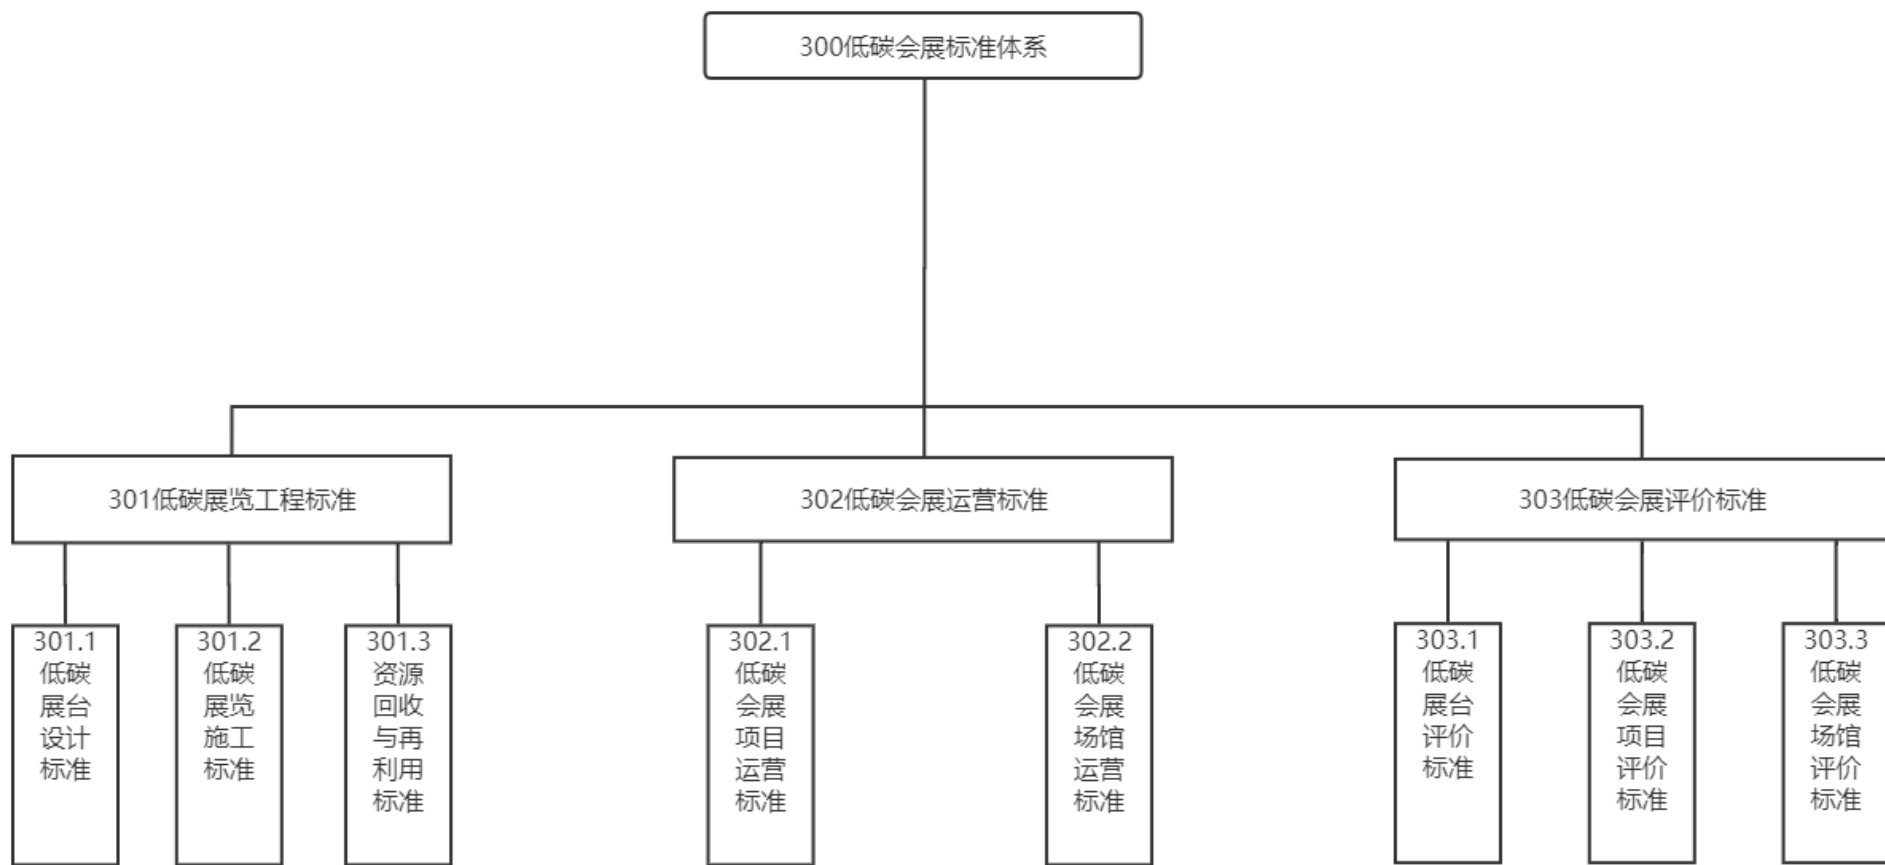 300低碳会展标准体系
301低碳展览工程标准
302低碳会展运营标准
303低碳会展评价标准
301.1
低碳
展台
设计
标准
301.2
低碳
展览
施工
标准
301.3
资源
回收
与再
利用
标准
302.1
低碳
会展
项目
运营
标准
302.2
低碳
会展
场馆
运营
标准
303.1
低碳
展台
评价
标准
303.2
低碳
会展
项目
评价
标准
303.3
低碳
会展
场馆
评价
标准